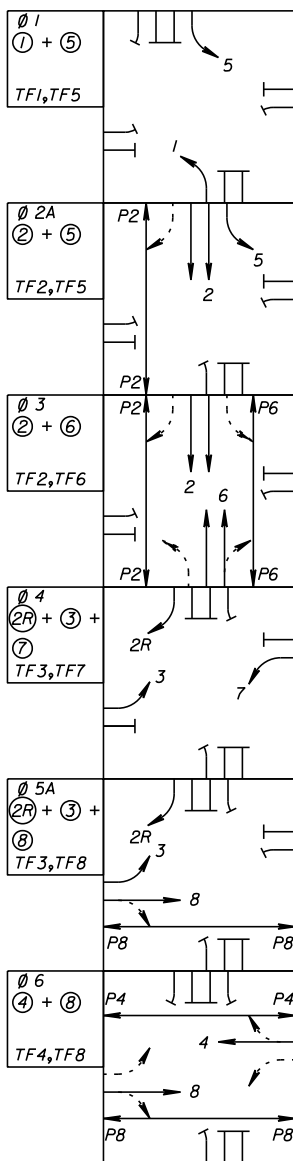 Ø 1
① + ⑤
TF1,TF5
5
1
Ø 2A
② + ⑤
TF2,TF5
P2
5
2
P2
Ø 3
② + ⑥
TF2,TF6
P2
P6
2
6
P2
P6
Ø 4
2R + ③ +
⑦
TF3,TF7
2R
3
7
Ø 5A
2R + ③ +
⑧
TF3,TF8
2R
3
8
P8
P8
Ø 6
④ + ⑧
TF4,TF8
P4
P4
4
8
P8
P8